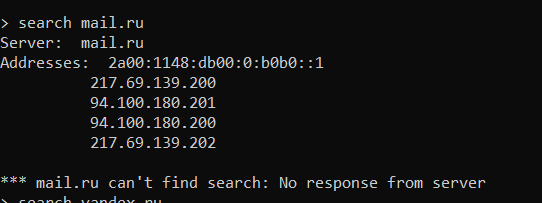 > search mail.ru
Server:  mail.ru
Addresses:  2a00:1148:db00:0:b0b0::1
          217.69.139.200
          94.100.180.201
          94.100.180.200
          217.69.139.202

*** mail.ru can't find search: No response from server
> search yandex.ru